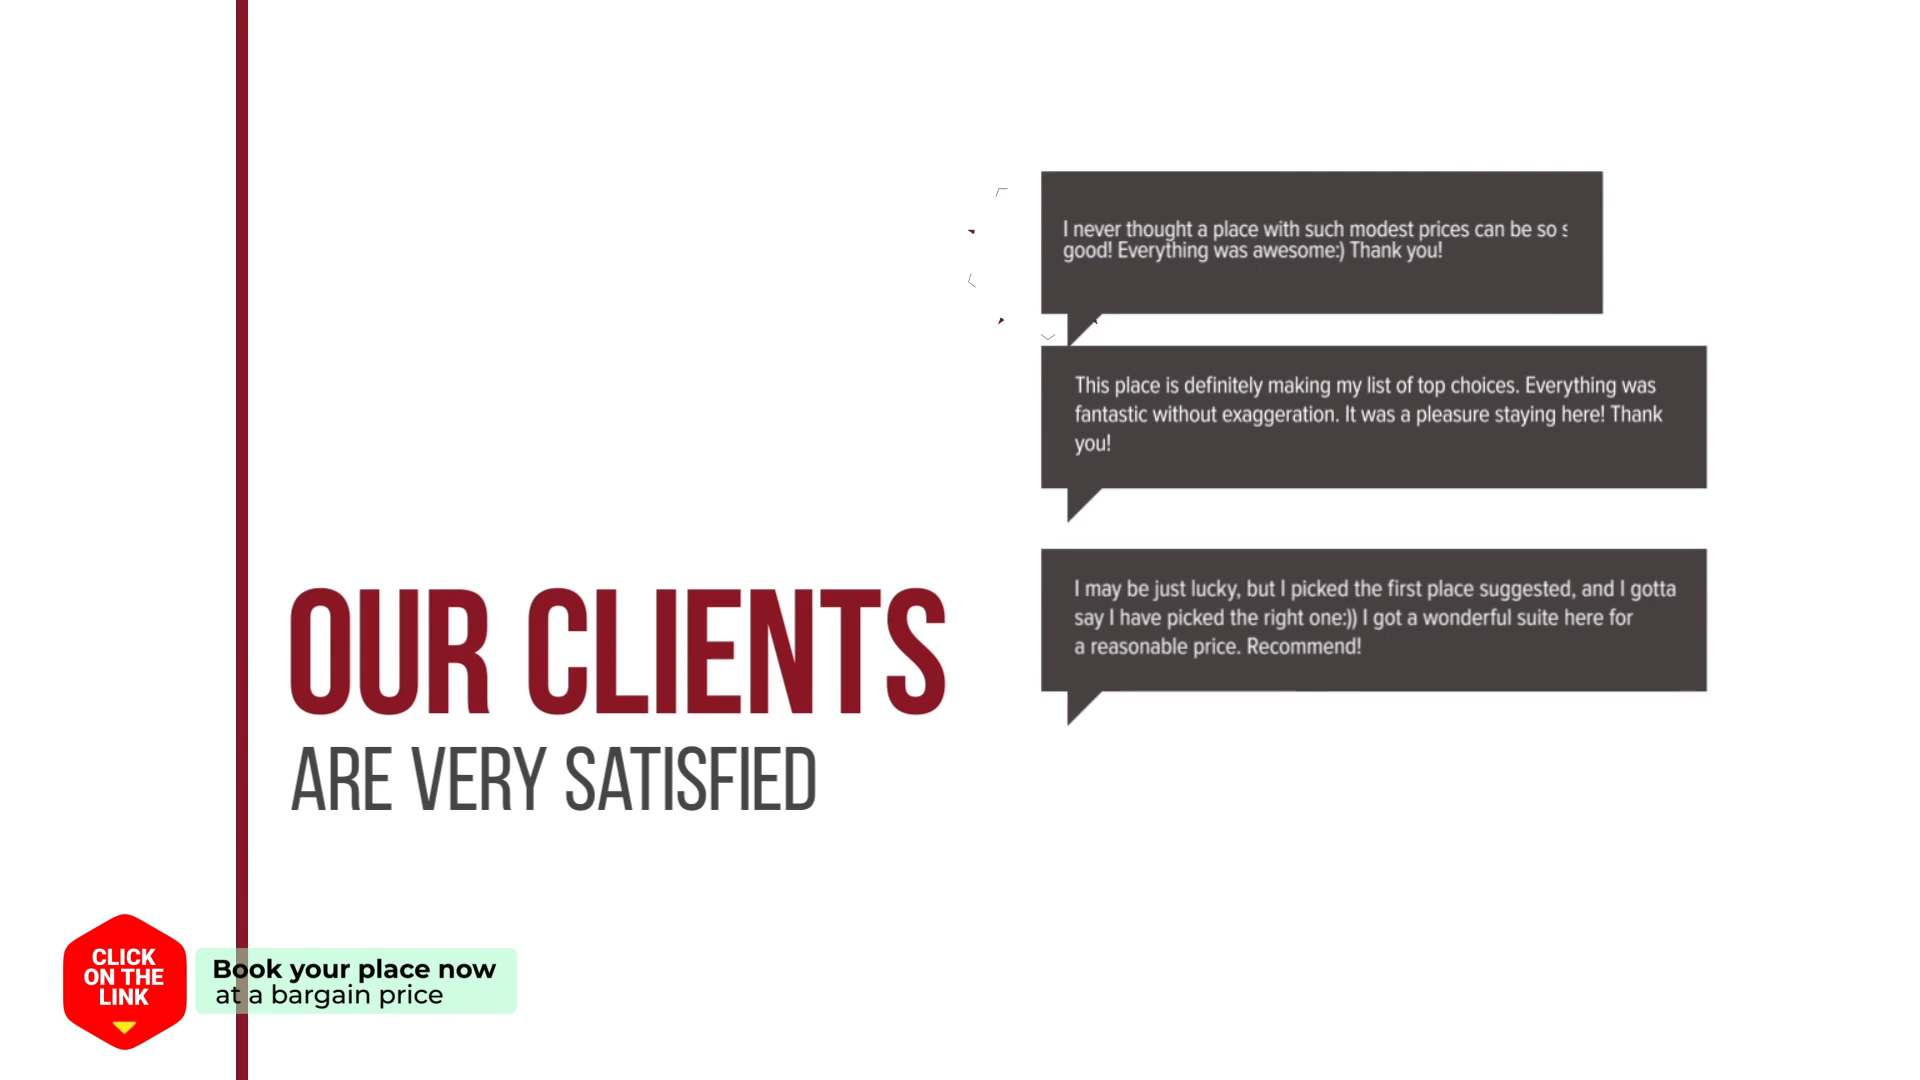 I never thought a place with such modest prices can be so
good! Everything was awesome:) Thank you!
This place is definitely making my list of top choices. Everything was
fantastic without exaggeration. It was a pleasure staying here! Thank
you!
I may be just lucky, but I picked the first place suggested, and I gotta
say I have picked the right one:)) I got a wonderful suite here for
a reasonable price. Recommend!
OUR CLIENTS
ARE VERY SATISFIED
CLICK
ON THE
LINK
Book your place now
at a bargain price